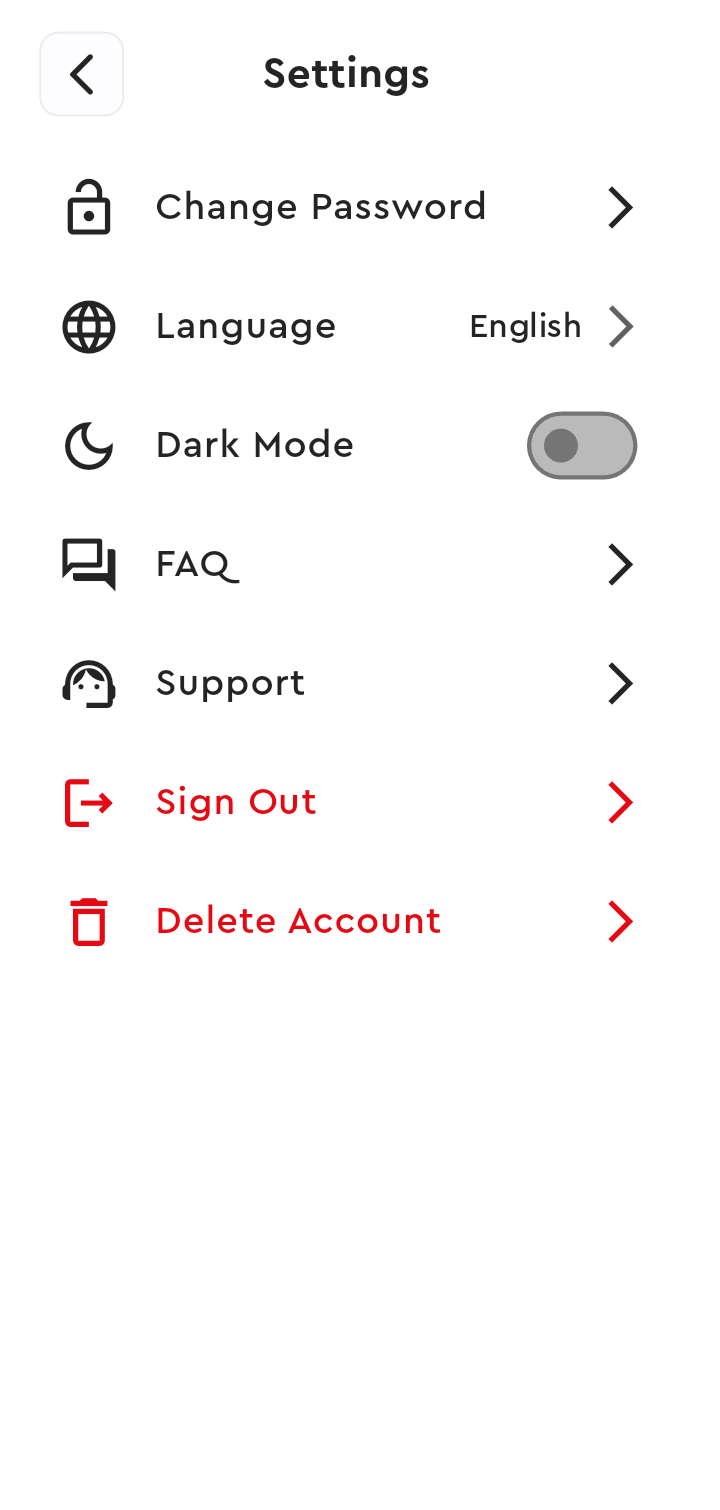 Settings
Change Password
Language English
Dark Mode
FAQ
Support
Sign Out
Delete Account